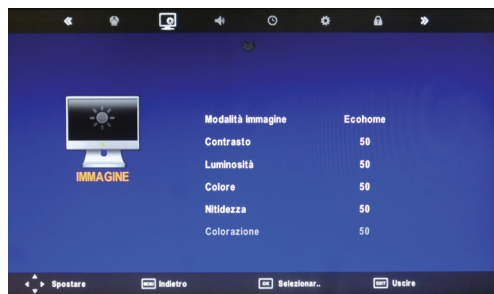 IMMAGINE
Modalità immagine Ecohome
Contrasto 50
Luminosità 50
Colore 50
Nitidezza 50
Colorazione 50
Spostare MENU Indietro OK Selezionar.. EXIT Uscire